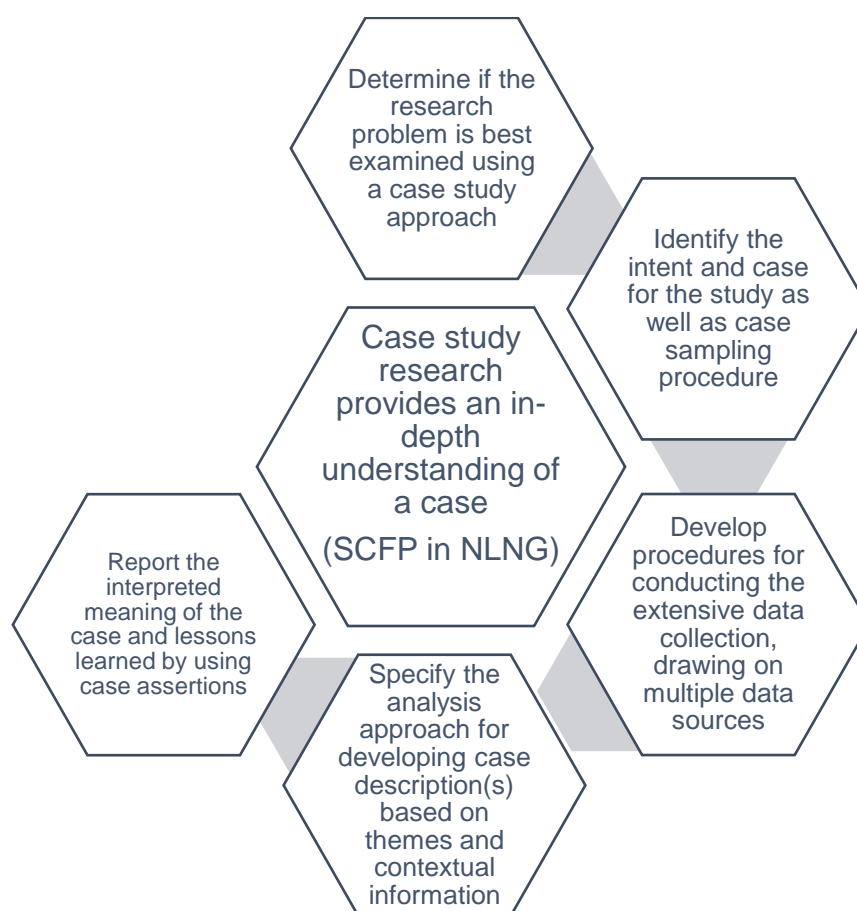 Determine if the
research
problem is best
examined using
a case study
approach
Identify the
intent and case
for the study as
well as case
sampling
procedure
Case study
research
provides an in-
depth
understanding of
a case
(SCFP in NLNG)
Develop
procedures for
conducting the
extensive data
collection,
drawing on
multiple data
sources
Specify the
analysis
approach for
developing case
description(s)
based on
themes and
contextual
information
Report the
interpreted
meaning of the
case and lessons
learned by using
case assertions